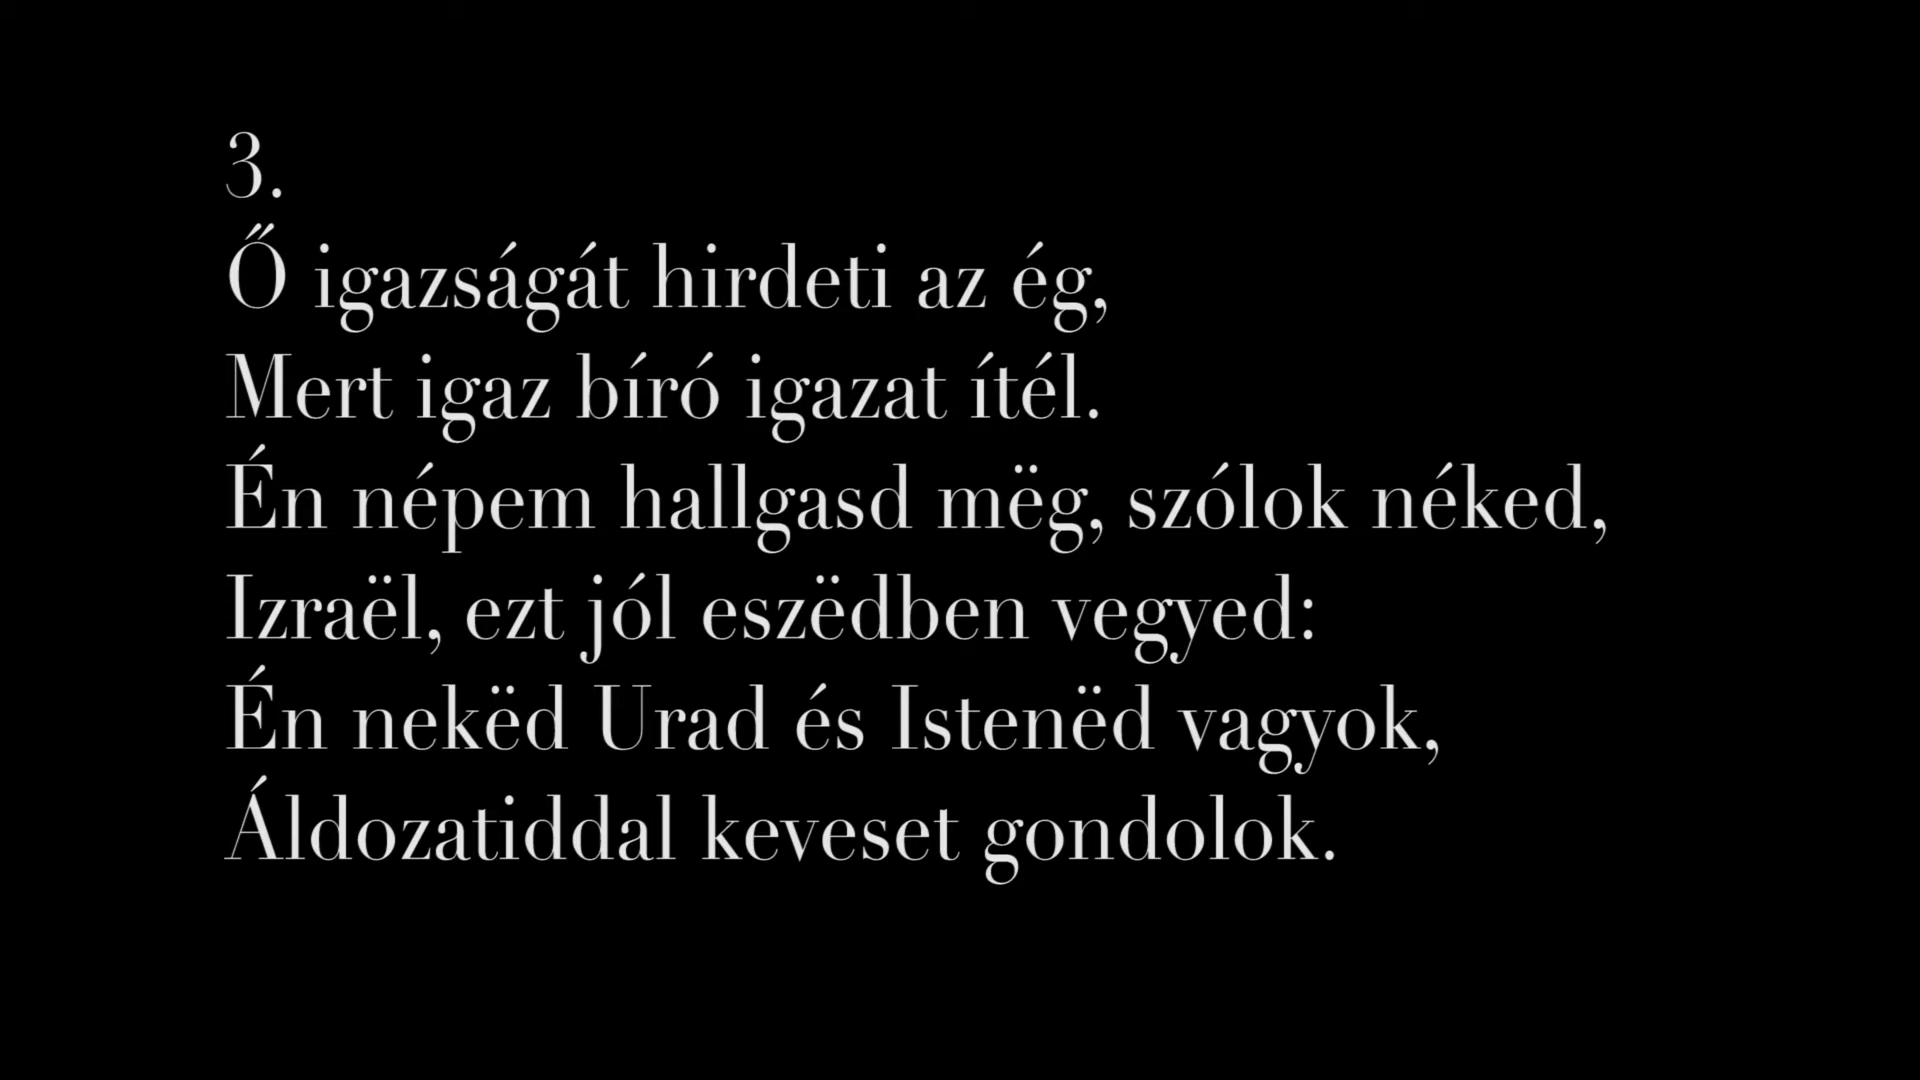 3.
Ő igazságát hirdeti az ég,
Mert igaz bíró igazat ítél.
Én népem hallgasd mëg, szólok néked,
Izraël, ezt jól eszëdben vegyed:
Én nekëd Urad és Istenëd vagyok,
Áldozatiddal keveset gondolok.